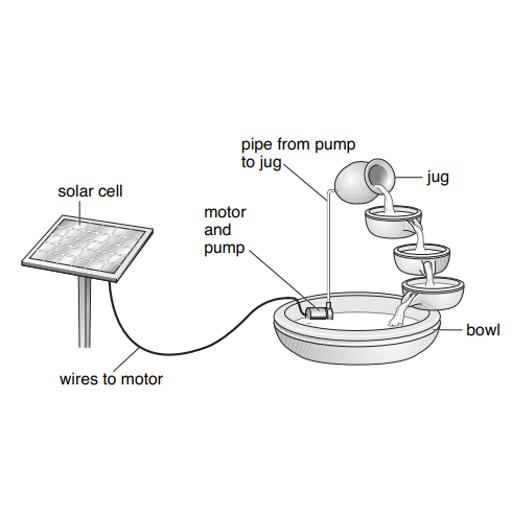 pipe from pump
to jug
jug
solar cell
motor
and
pump
bowl
wires to motor